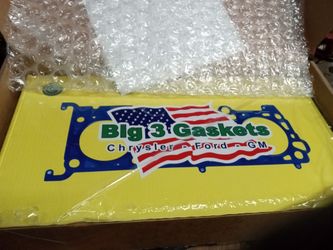 Big 3 Gaskets
Chrysler - Ford - GM